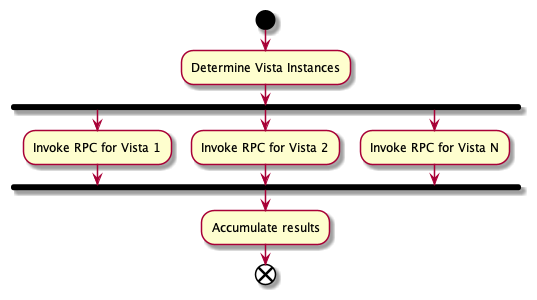 Determine Vista Instances
Invoke RPC for Vista 1
Invoke RPC for Vista 2
Invoke RPC for Vista N
Accumulate results